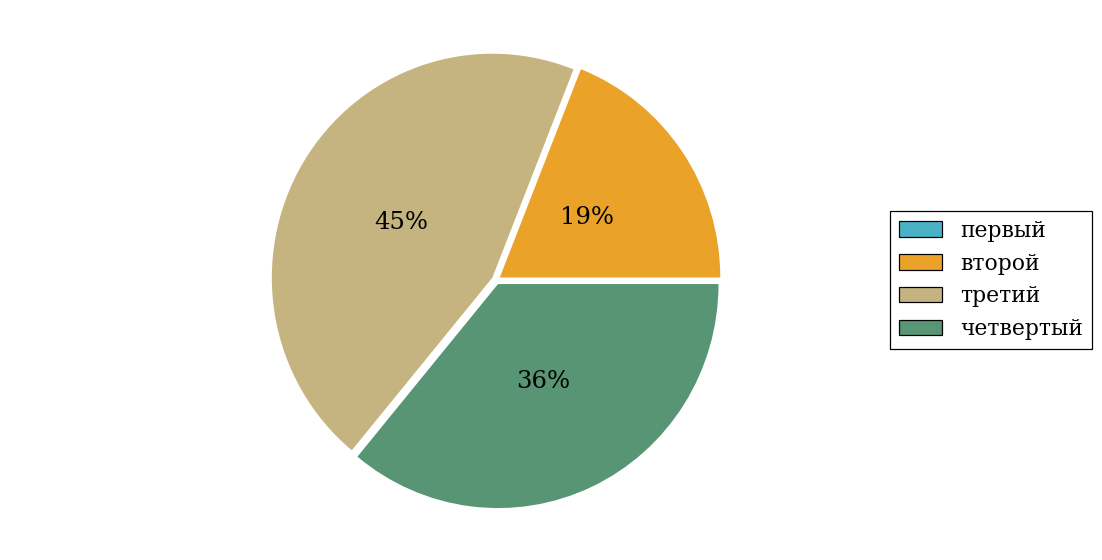 45%
19%
36%
первый
второй
третий
четвертый